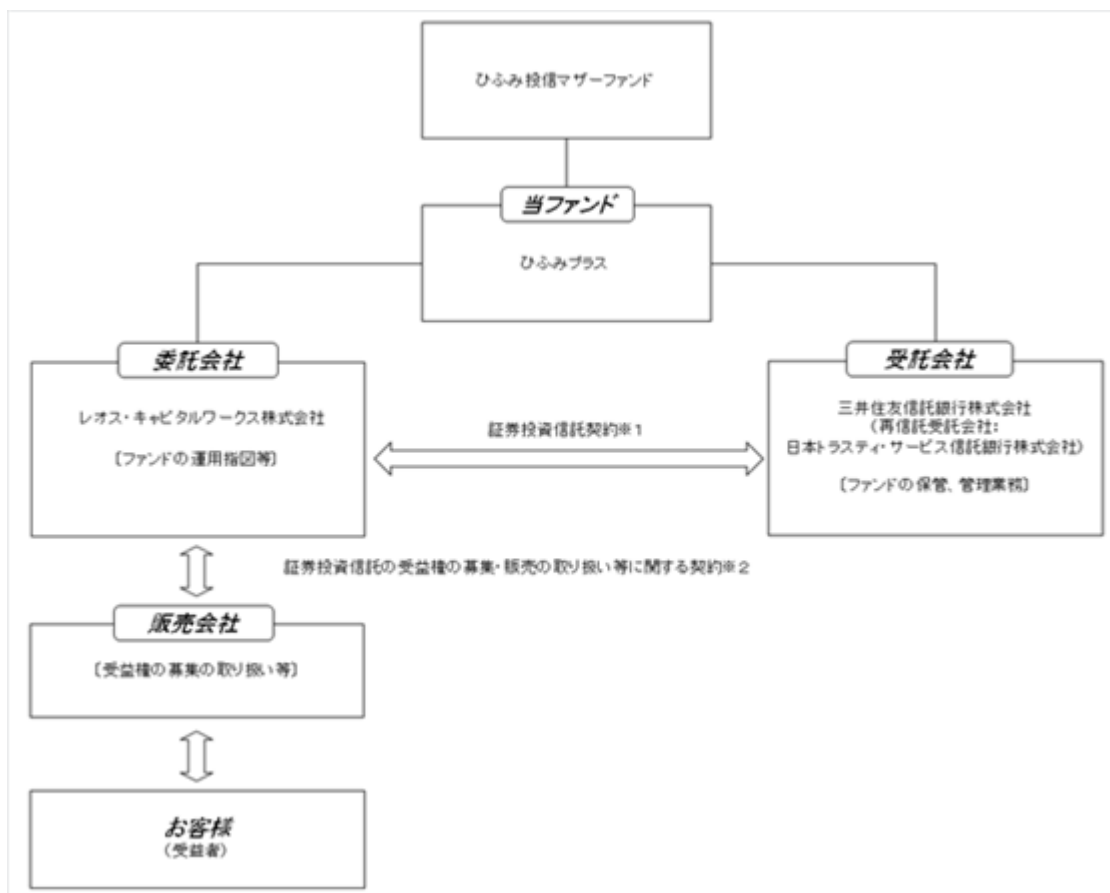 ひふみ投信マザーファンド
当ファンド
ひふみプラス
委託会社
レオス・キャピタルワークス株式会社
〔ファンドの運用指図等〕
証券投資信託契約※1
受託会社
三井住友信託銀行株式会社
(再信託受託会社:
日本トラスティ・サービス信託銀行株式会社)
〔ファンドの保管、管理業務〕
証券投資信託の受益権の募集・販売の取り扱い等に関する契約※2
販売会社
〔受益権の募集の取り扱い等〕
お客様
(受益者)